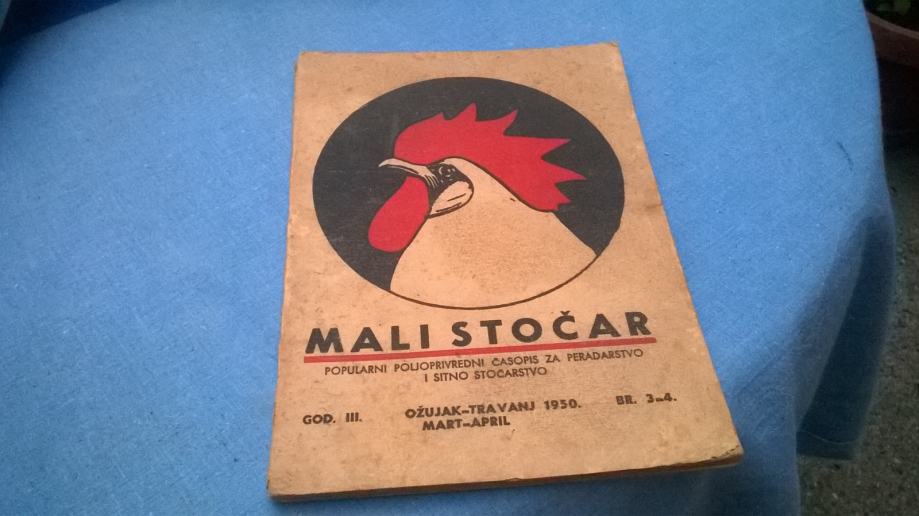 MALI STOČAR
POPULARNI POLJOPRIVREDNI ČASOPIS ZA PERADARSTVO
I SITNO STOČARSTVO
GOD. III. OŽUJAK–TRAVANJ 1950. BR. 3–4.
MART–APRIL